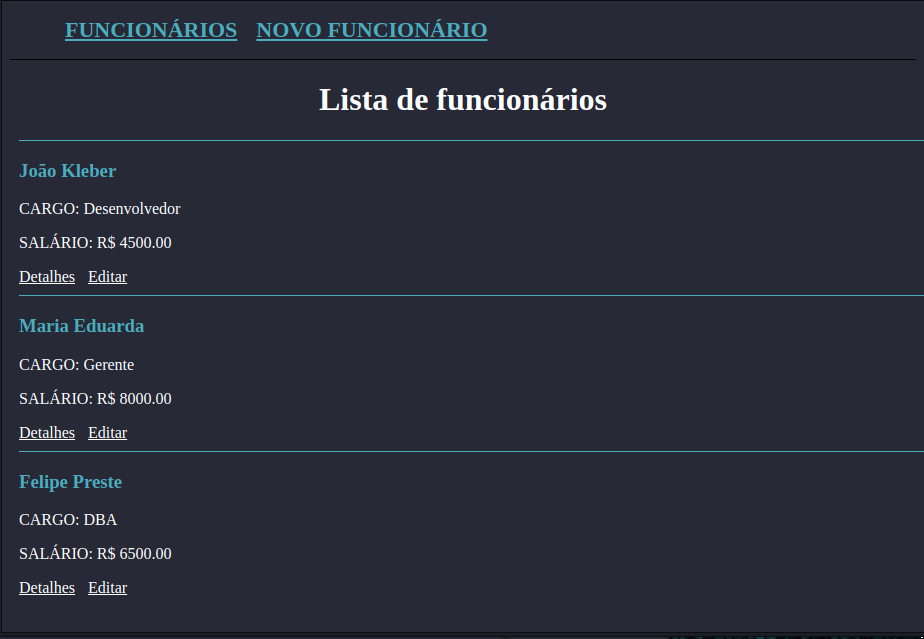 FUNCIONÁRIOS NOVO FUNCIONÁRIO
Lista de funcionários
João Kleber
CARGO: Desenvolvedor
SALÁRIO: R$ 4500.00
Detalhes Editar
Maria Eduarda
CARGO: Gerente
SALÁRIO: R$ 8000.00
Detalhes Editar
Felipe Preste
CARGO: DBA
SALÁRIO: R$ 6500.00
Detalhes Editar